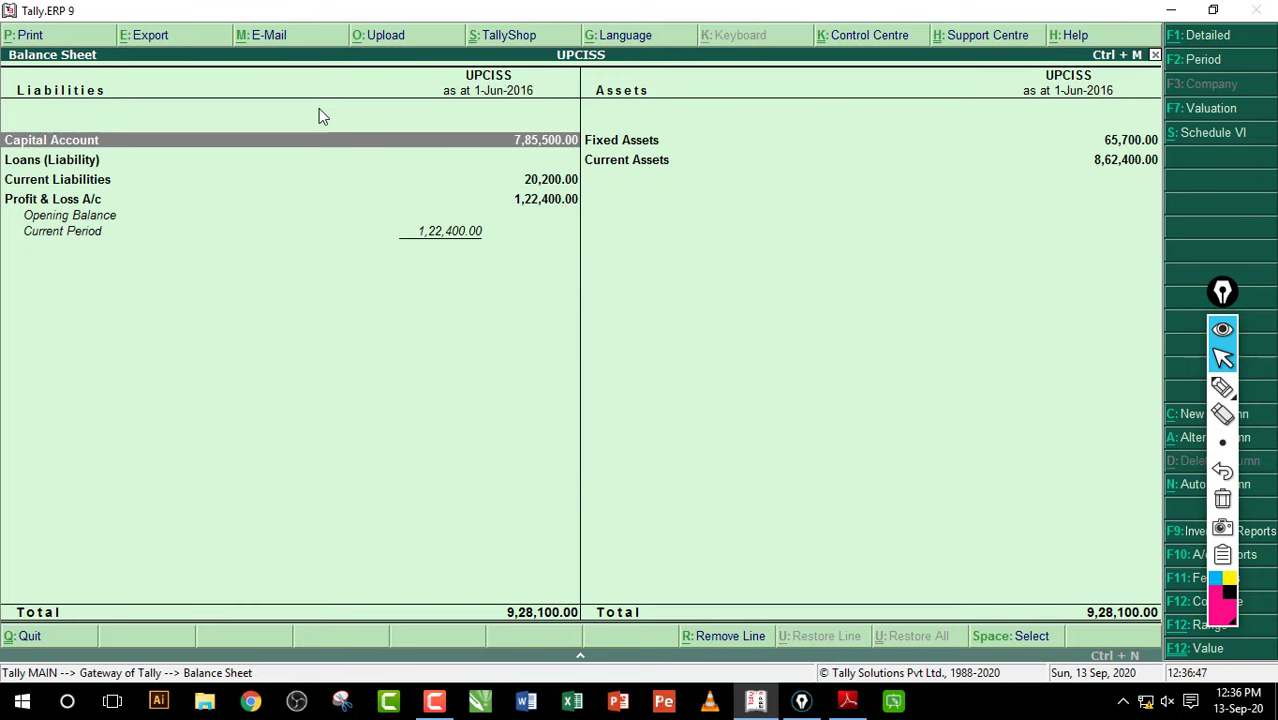 Tally.ERP 9
P: Print E: Export M: E-Mail O: Upload S: TallyShop G: Language K: Keyboard K: Control Centre H: Support Centre H: Help
Balance Sheet UPCISS Ctrl + M
Liabilities UPCISS as at 1-Jun-2016
Assets UPCISS as at 1-Jun-2016
Capital Account 7,85,500.00
Loans (Liability)
Current Liabilities 20,200.00
Profit & Loss A/c 1,22,400.00
Opening Balance
Current Period 1,22,400.00
Fixed Assets 65,700.00
Current Assets 8,62,400.00
Total 9,28,100.00
Total 9,28,100.00
F1: Detailed
F2: Period
F3: Company
F7: Valuation
S: Schedule VI
C: New
A:
D:
N: Auto
F9: Reports
F10:
F11:
F12:
F12:
F12: Value
Q: Quit R: Remove Line U: Restore Line U: Restore All Space: Select
Ctrl + N
Tally MAIN --> Gateway of Tally --> Balance Sheet © Tally Solutions Pvt Ltd., 1988-2020 Sun, 13 Sep, 2020 12:36:47
Ai
Pe
12:36 PM
13-Sep-20